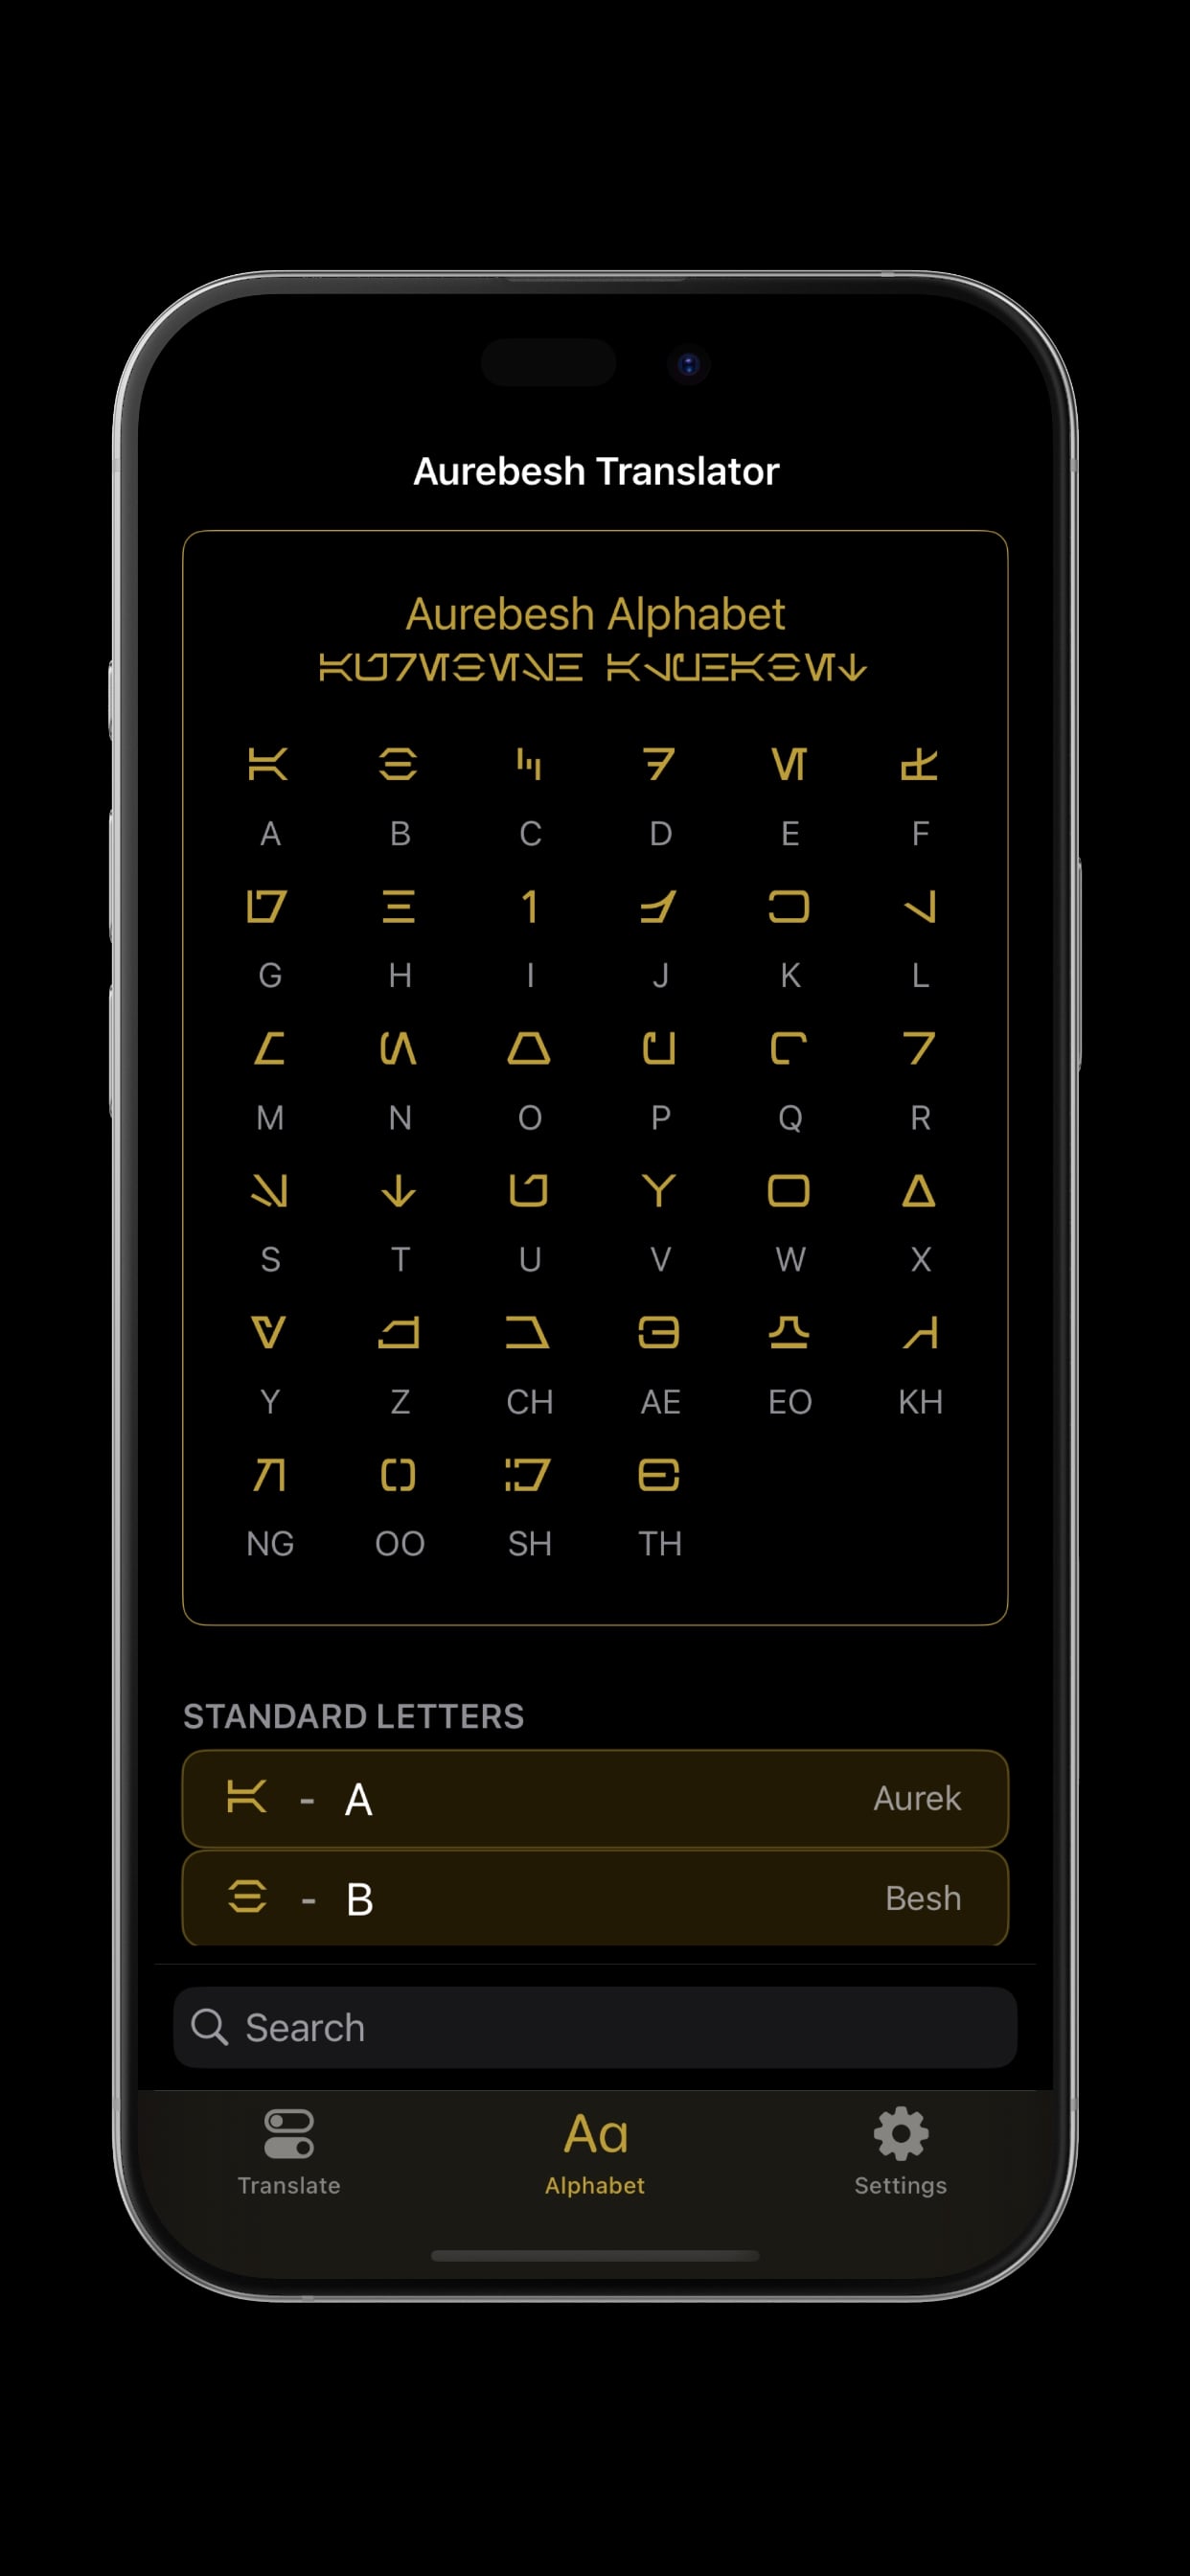 Aurebesh Translator
Aurebesh Alphabet
A B C D E F
G H I J K L
M N O P Q R
S T U V W X
Y Z CH AE EO KH
NG OO SH TH
STANDARD LETTERS
- A Aurek
- B Besh
Search
Aa
Translate Alphabet Settings